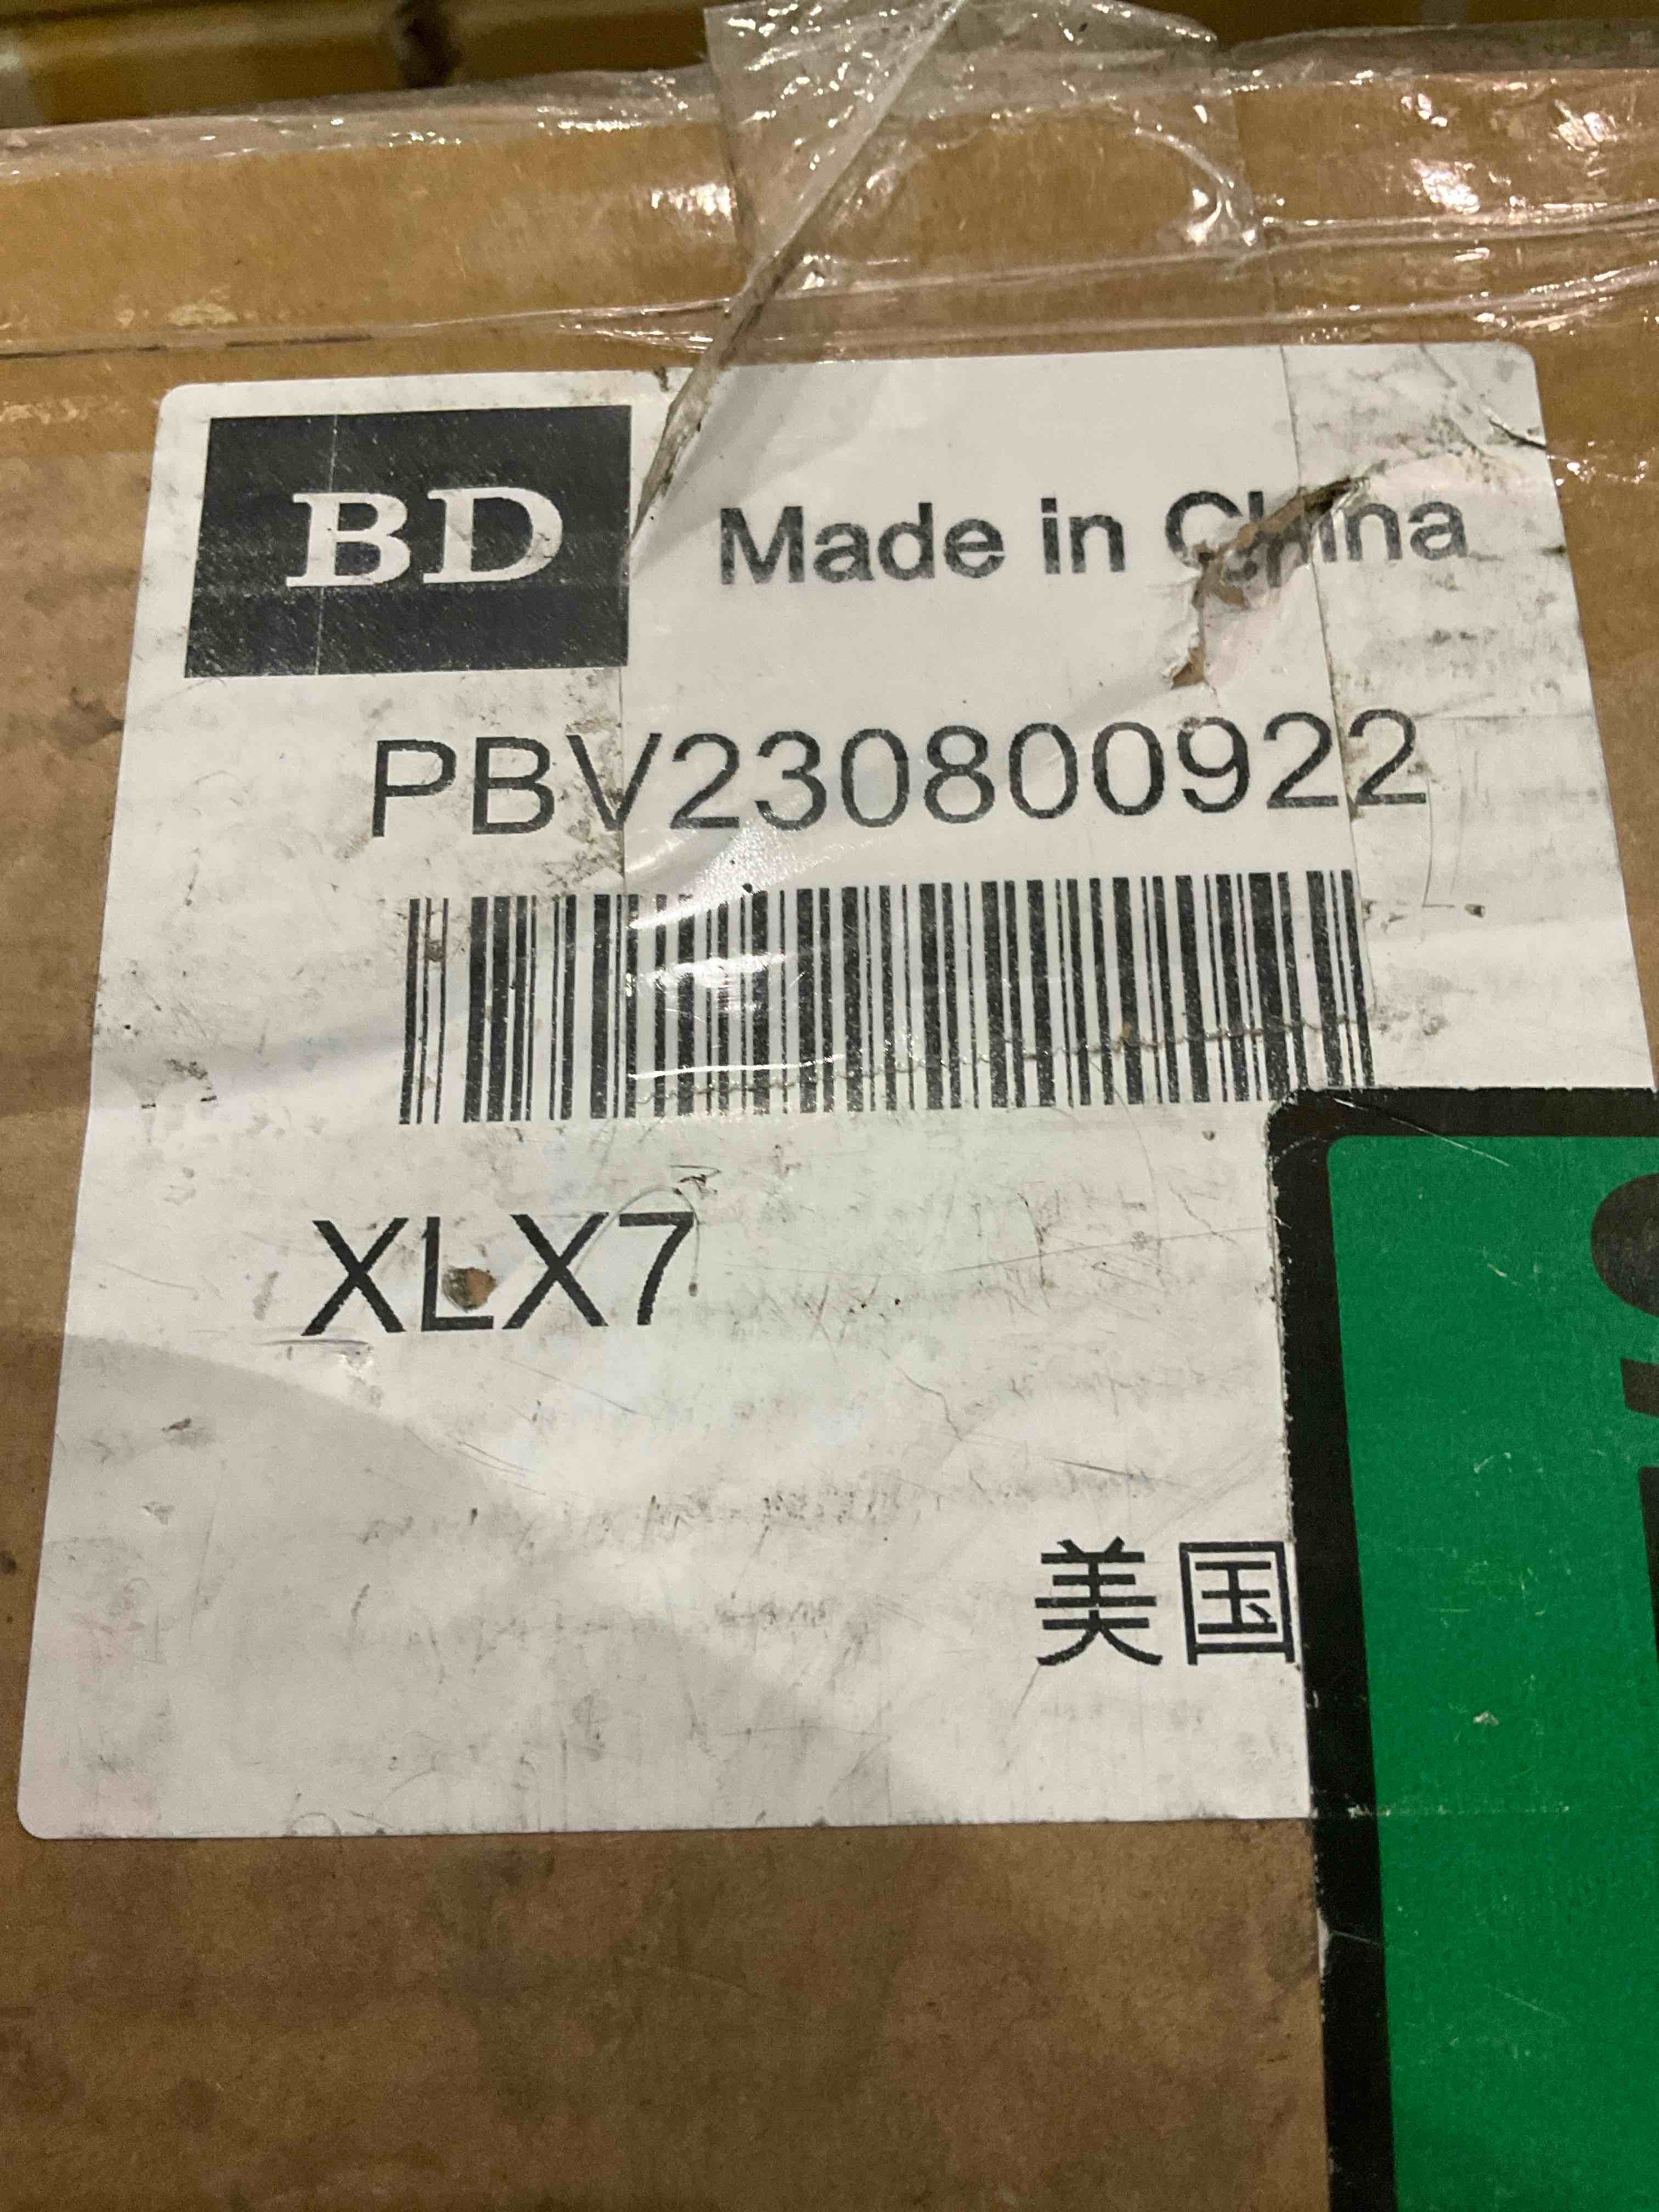 BD
Made in China
PBV230800922
XLX7
美国